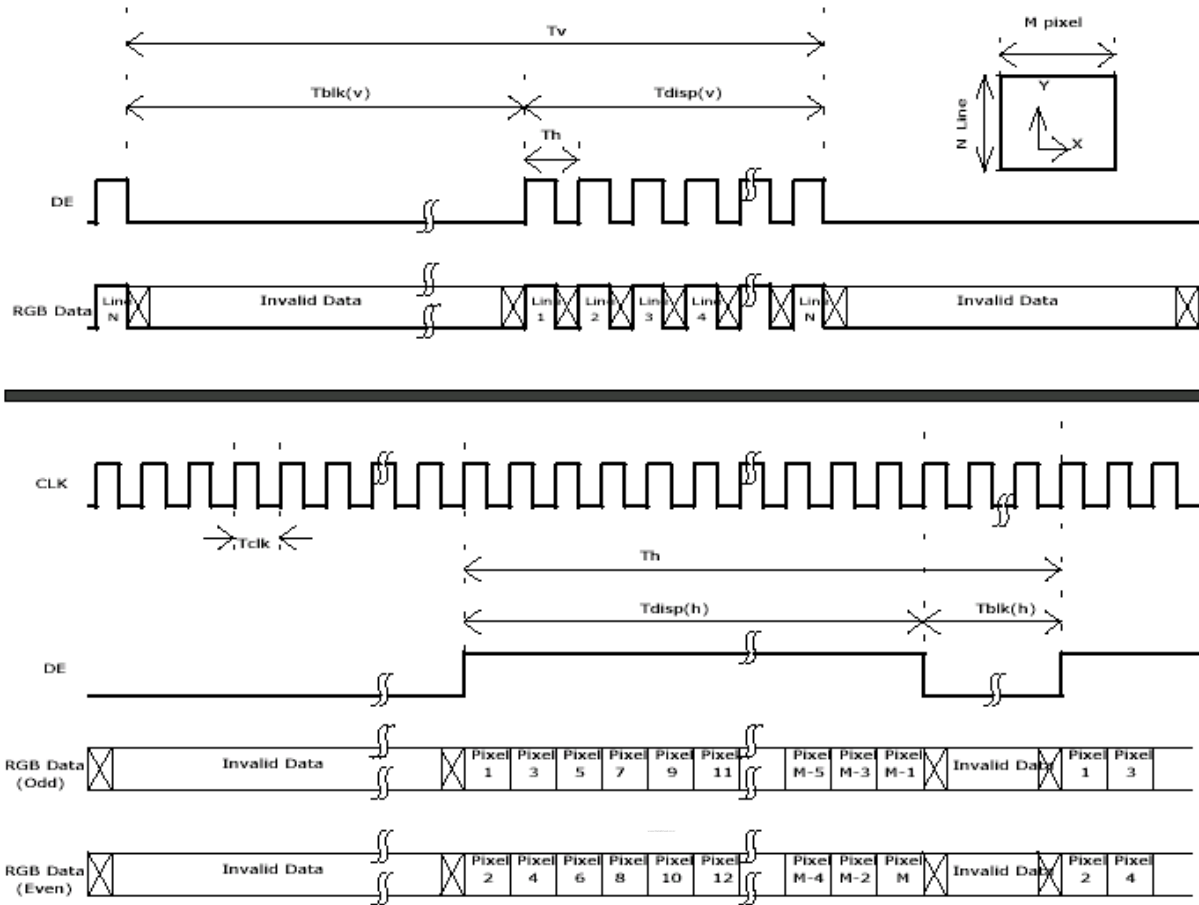 Tv
M pixel
Tblk(v)
Tdisp(v)
Y
N Line
Th
X
DE
RGB Data
Line N
Invalid Data
Line 1
Line 2
Line 3
Line 4
Line N
Invalid Data
CLK
Tclk
Th
Tdisp(h)
Tblk(h)
DE
RGB Data (Odd)
Invalid Data
Pixel 1
Pixel 3
Pixel 5
Pixel 7
Pixel 9
Pixel 11
Pixel M-5
Pixel M-3
Pixel M-1
Invalid Data
Pixel 1
Pixel 3
RGB Data (Even)
Invalid Data
Pixel 2
Pixel 4
Pixel 6
Pixel 8
Pixel 10
Pixel 12
Pixel M-4
Pixel M-2
Pixel M
Invalid Data
Pixel 2
Pixel 4